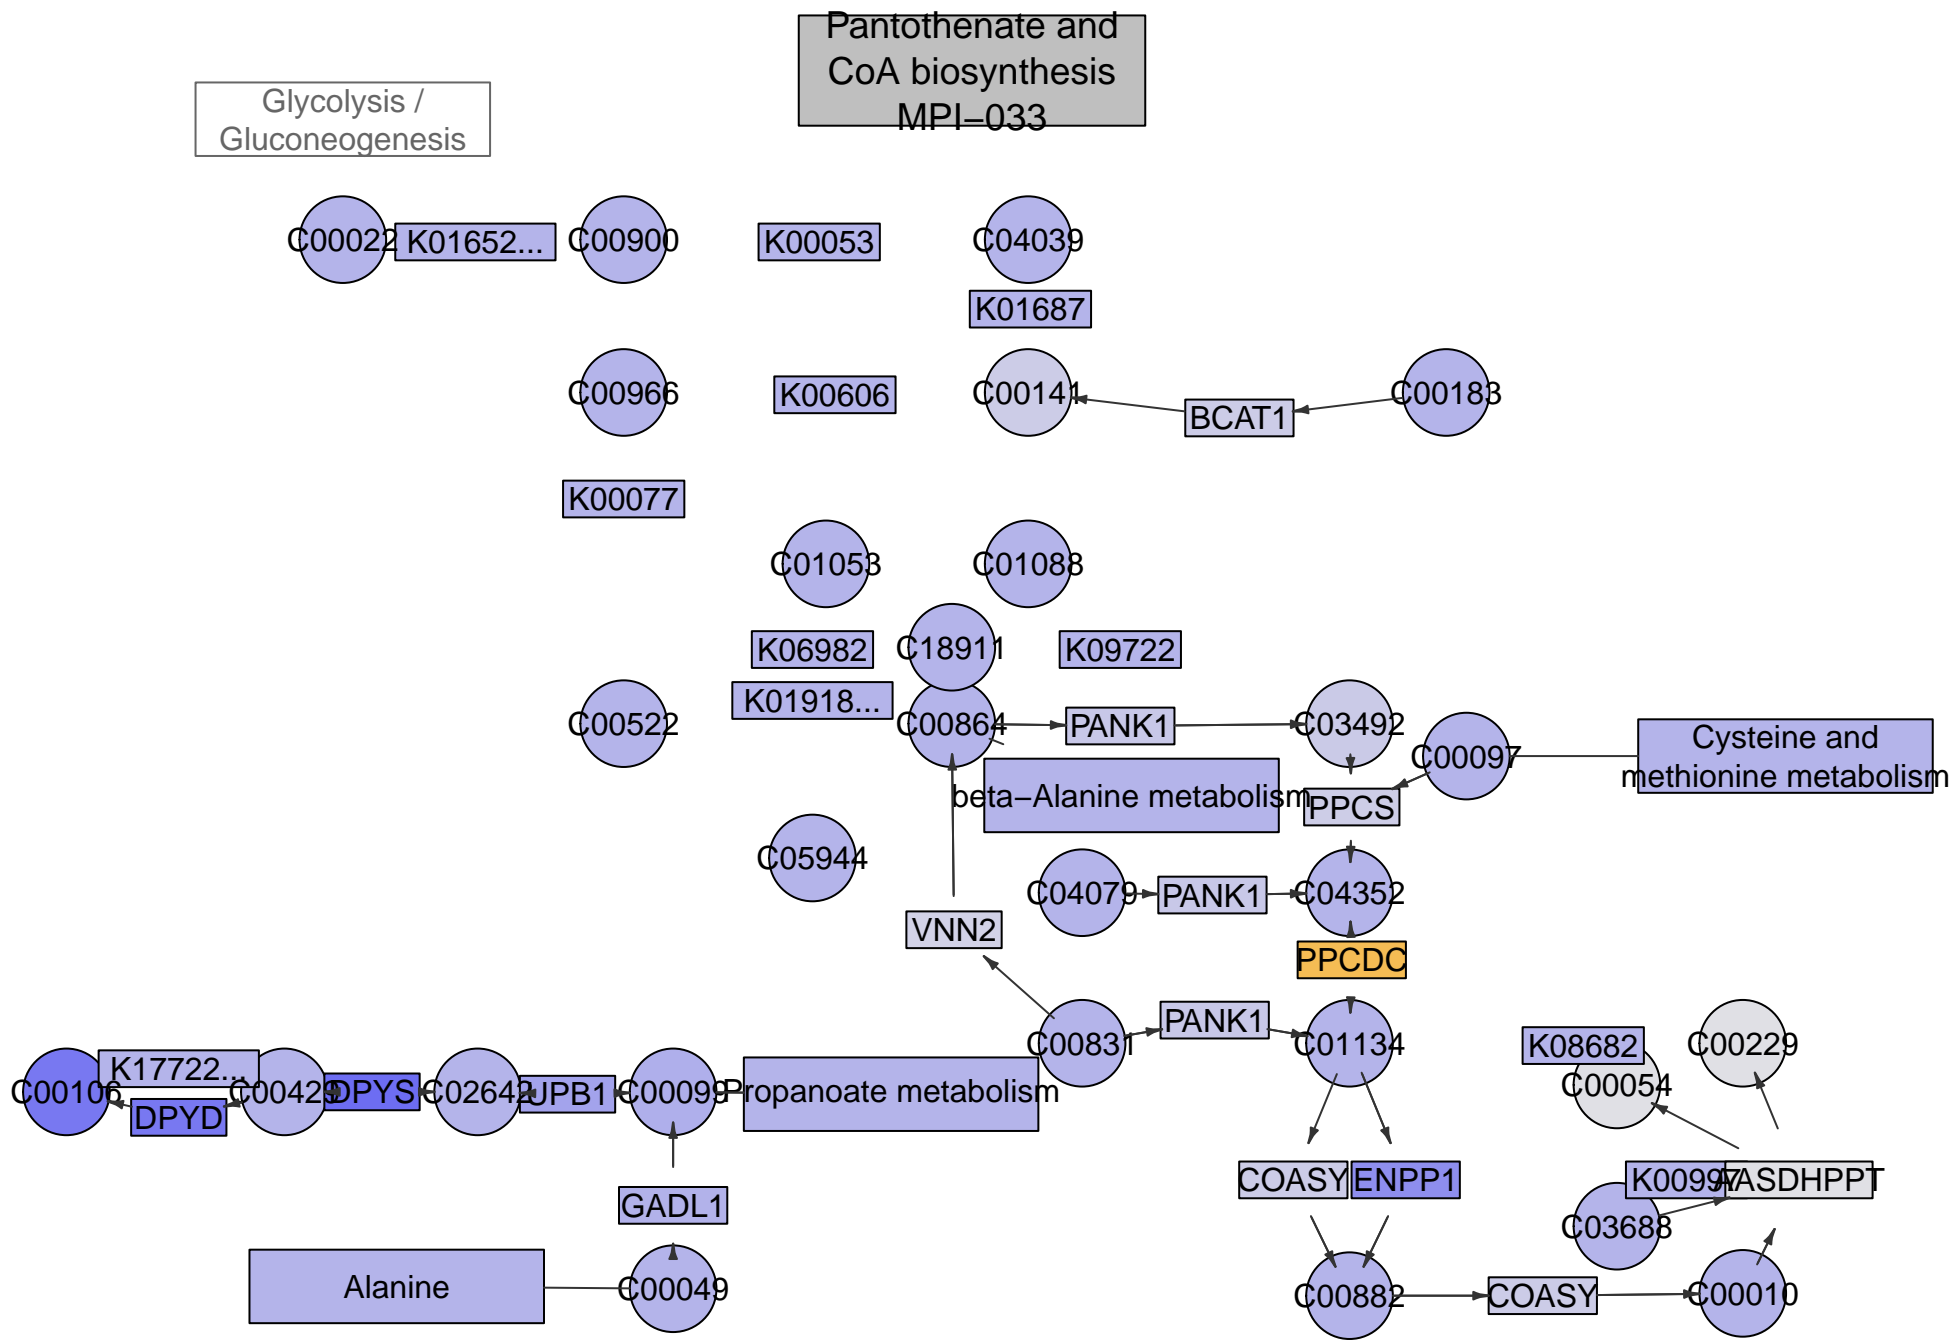 Pantothenate and
CoA biosynthesis
MPI−033
Glycolysis /
Gluconeogenesis
C00022
K01652...
C00900
K00053
C04039
K01687
C00966
K00606
C00141
BCAT1
C00183
K00077
C01053
C01088
K06982
C18911
K09722
K01918...
C00522
C00864
PANK1
C03492
C00097
Cysteine and
methionine metabolism
beta−Alanine metabolism
PPCS
C05944
C04079
PANK1
C04352
VNN2
PPCDC
C00831
PANK1
C01134
K08682
C00229
C00054
C00106
K17722...
DPYD
C00429
DPYS
C02642
UPB1
C00099
Propanoate metabolism
COASY
ENPP1
K00997
AASDHPPT
GADL1
C03688
Alanine
C00049
C00882
COASY
C00010